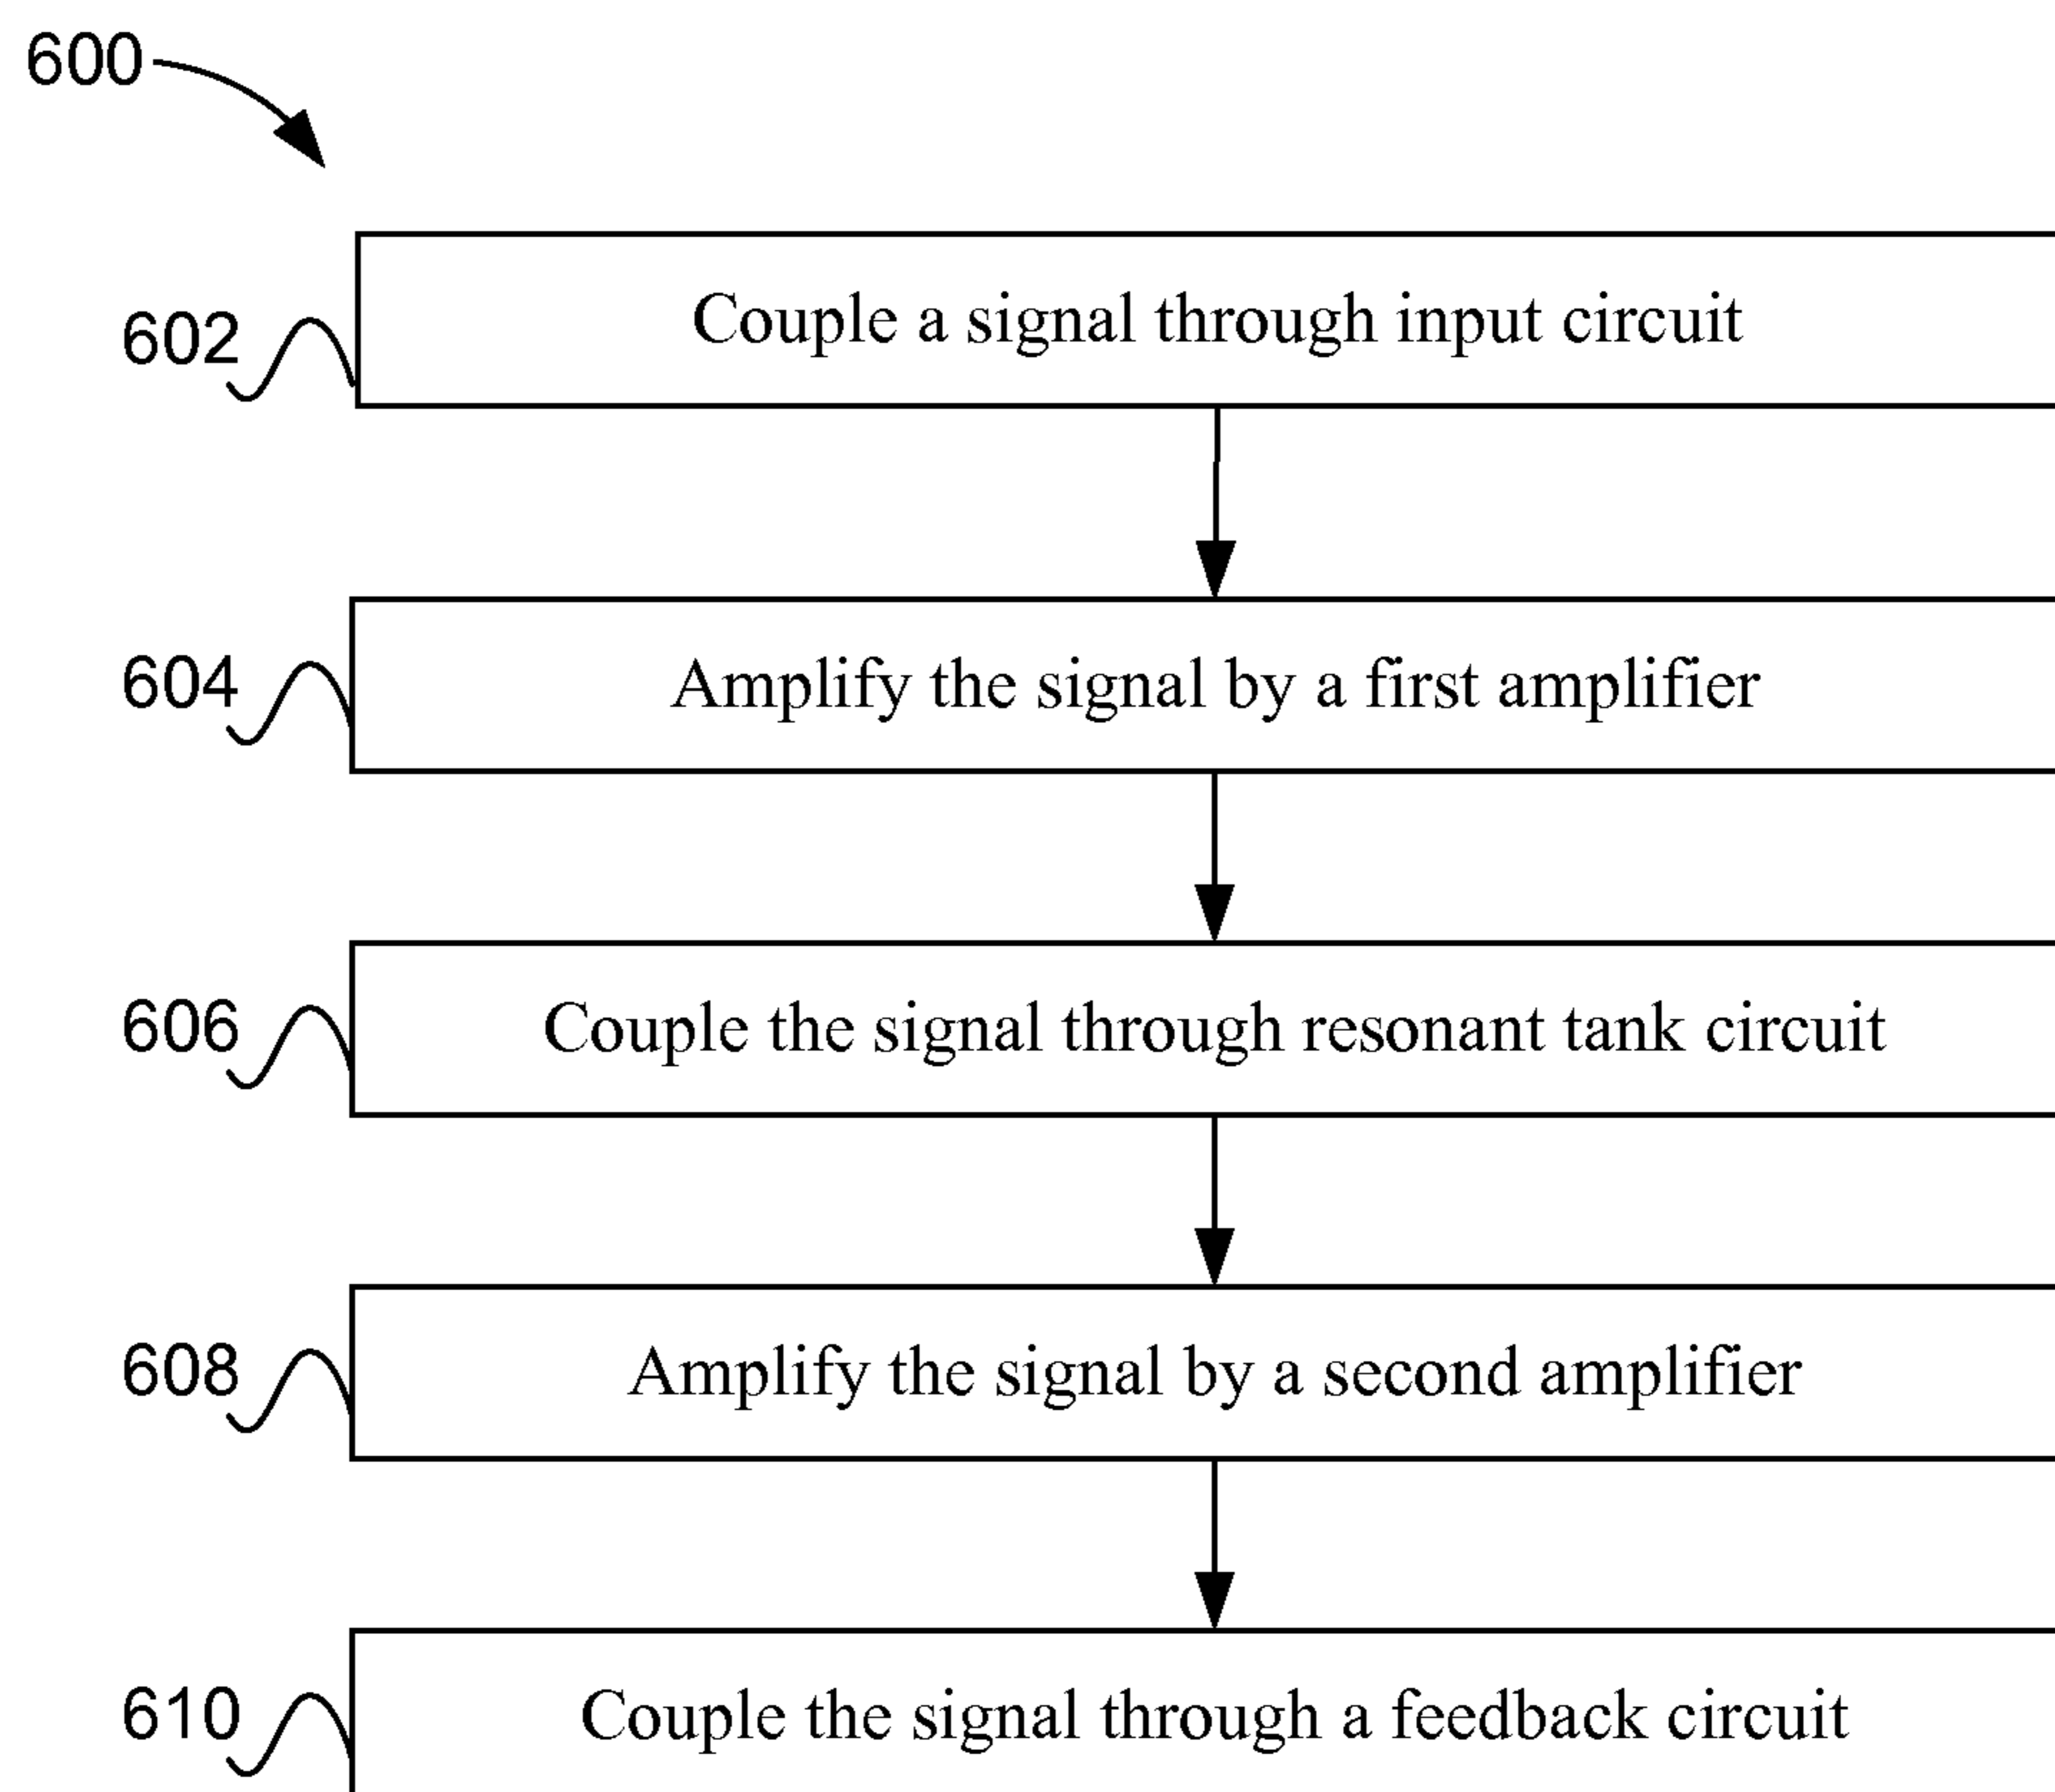 600
602
Couple a signal through input circuit
604
Amplify the signal by a first amplifier
606
Couple the signal through resonant tank circuit
608
Amplify the signal by a second amplifier
610
Couple the signal through a feedback circuit